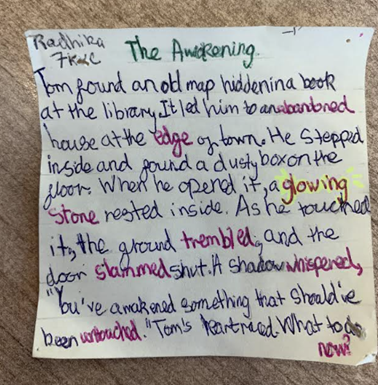 Radhika
7K&C
The Awakening.
Tom found an old map hidden in a book
at the library. It led him to an abandoned
house at the edge of town. He stepped
inside and found a dusty box on the
floor. When he opened it, a glowing
stone rested inside. As he touched
it, the ground trembled, and the
door slammed shut. A shadow whispered,
"You've awakened something that should've
been untouched." Tom's heart raced. What to do
now?